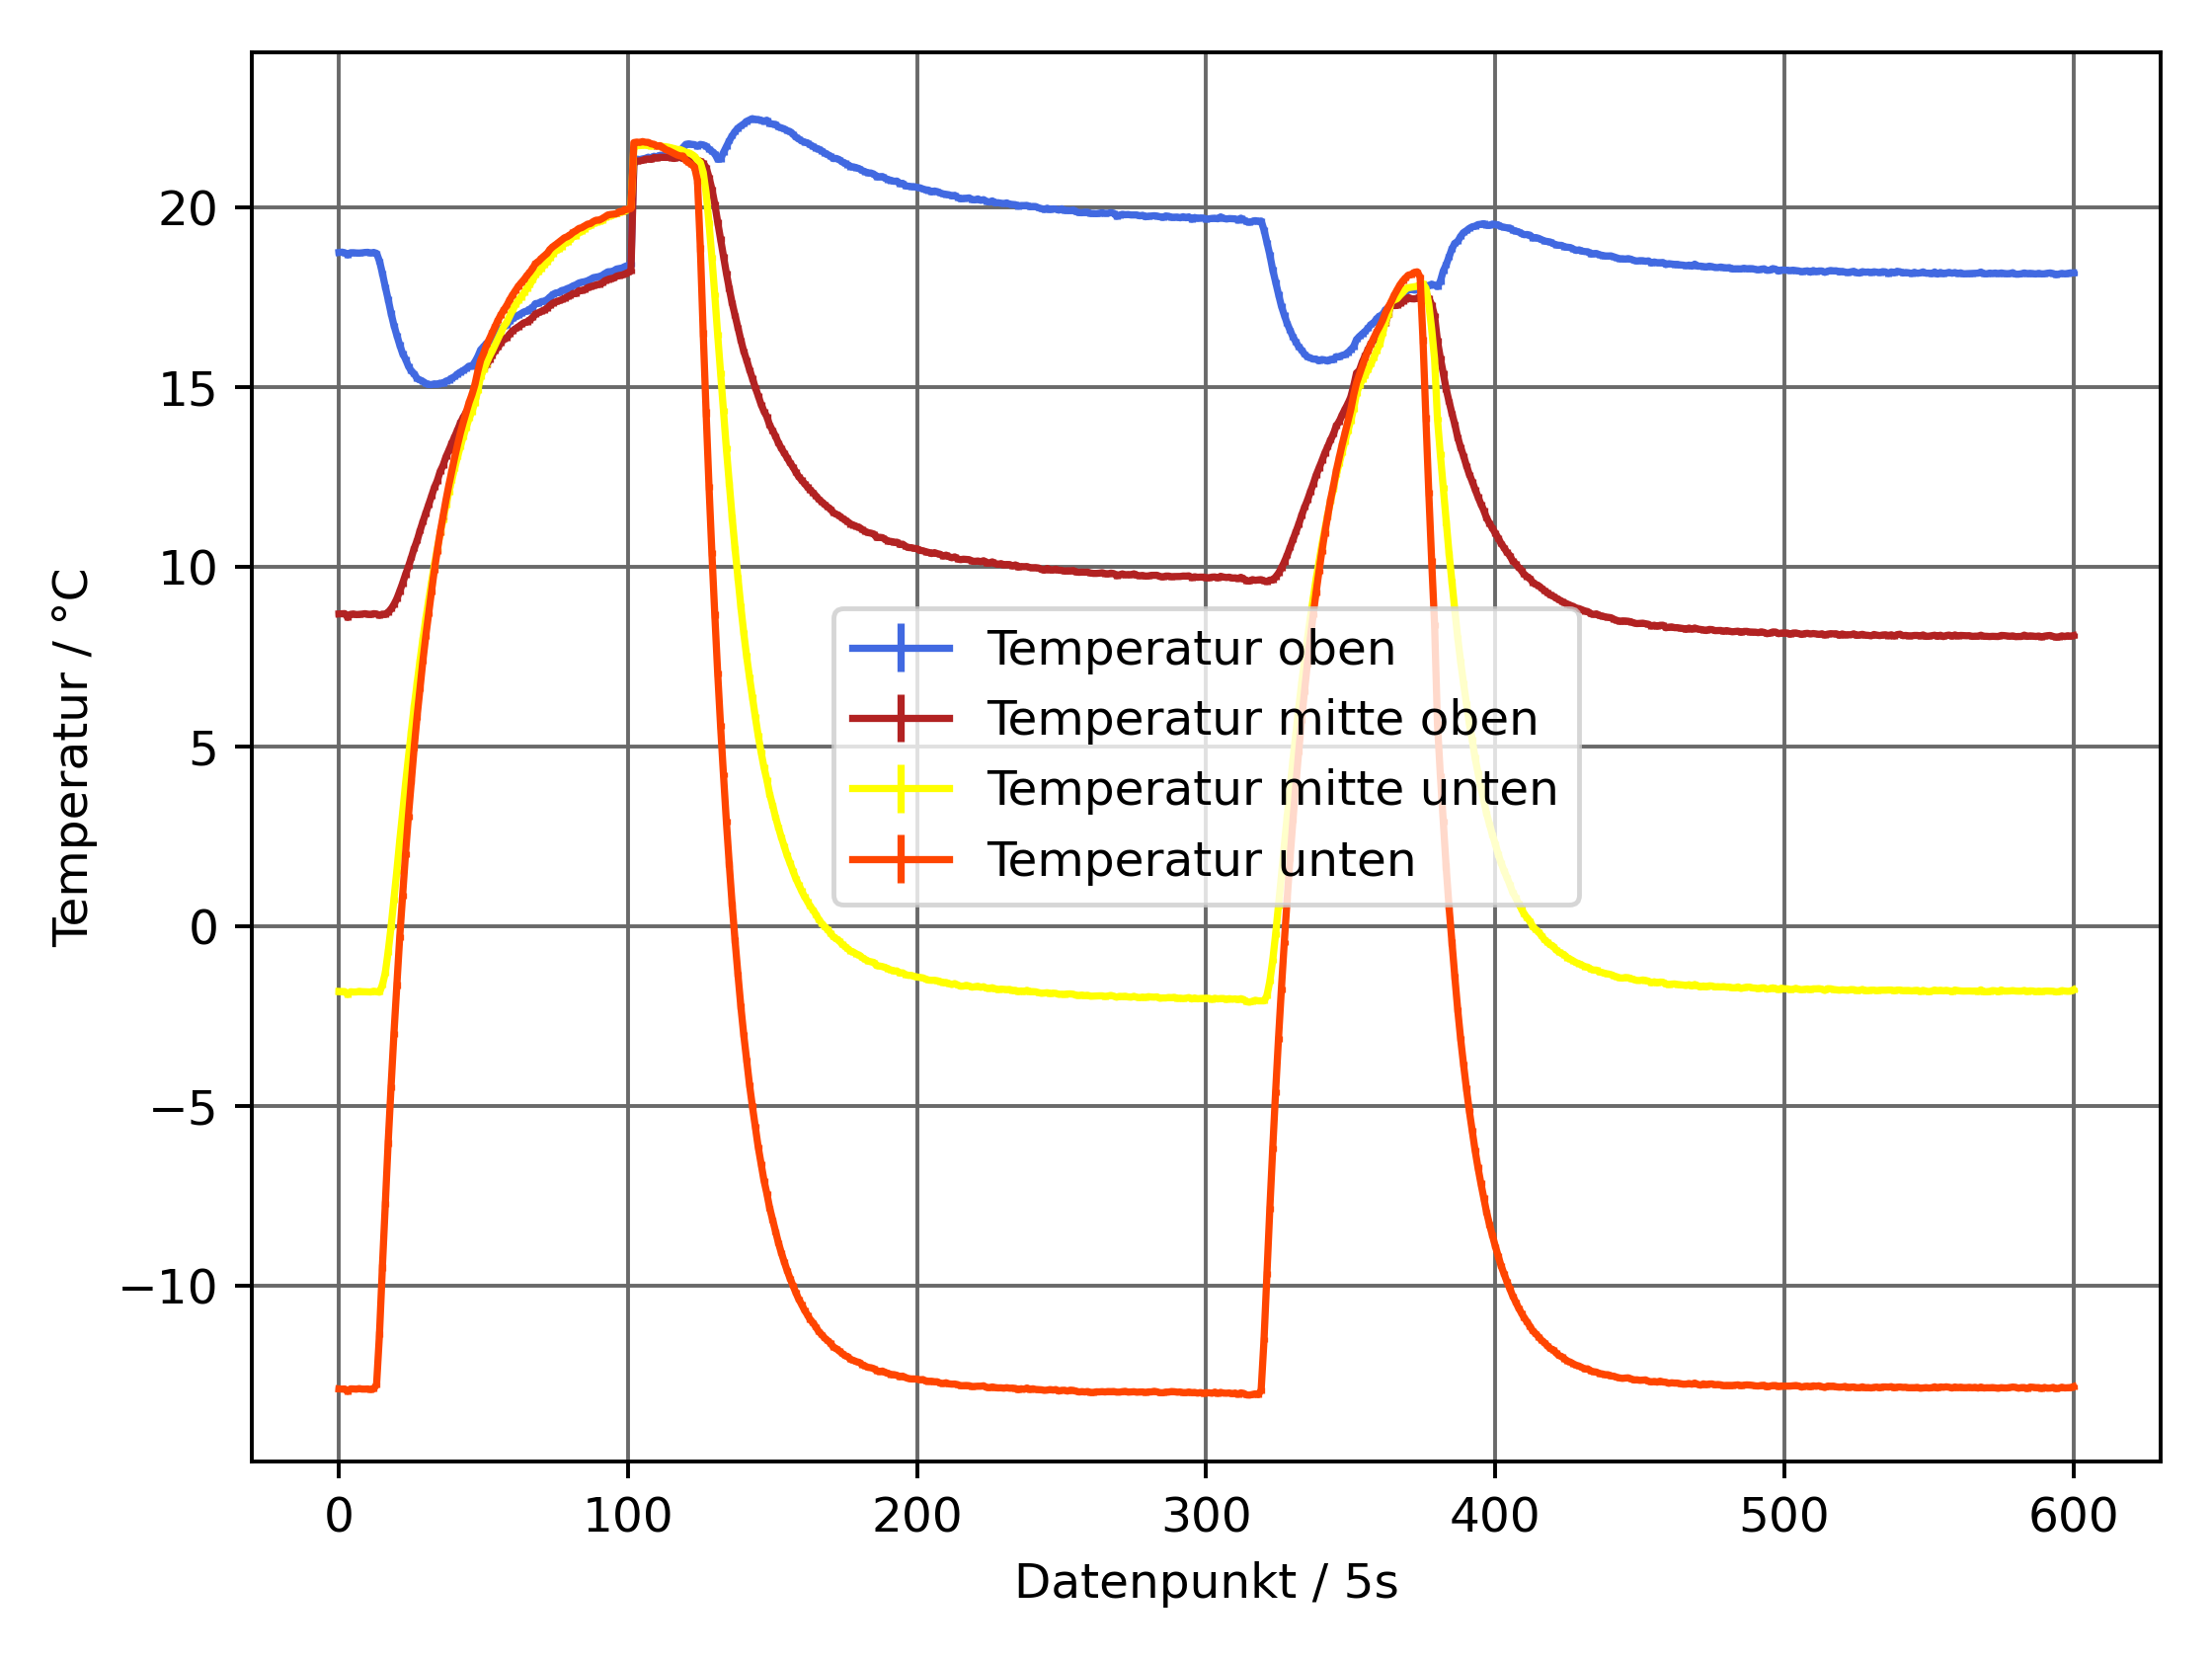 Temperatur / °C
20
15
10
5
0
−5
−10
Temperatur oben
Temperatur mitte oben
Temperatur mitte unten
Temperatur unten
0 100 200 300 400 500 600
Datenpunkt / 5s